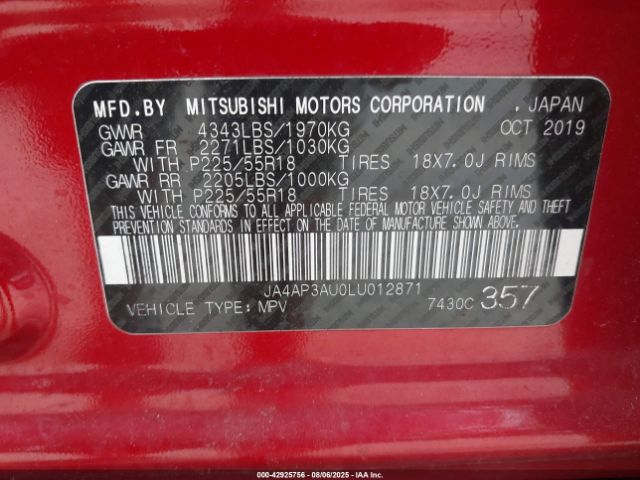 MFD.BY MITSUBISHI MOTORS CORPORATION . JAPAN
GVWR 4343LBS/1970KG OCT 2019
GAWR FR 2271LBS/1030KG
WITH P225/55R18 TIRES 18X7.0J RIMS
GAWR RR 2205LBS/1000KG
WITH P225/55R18 TIRES 18X7.0J RIMS
THIS VEHICLE CONFORMS TO ALL APPLICABLE FEDERAL MOTOR VEHICLE SAFETY AND THEFT
PREVENTION STANDARDS IN EFFECT ON THE DATE OF MANUFACTURE SHOWN ABOVE.
JA4AP3AU0LU012871
VEHICLE TYPE: MPV 7430C 357
000-42925756 - 08/06/2025 - IAAI.CA